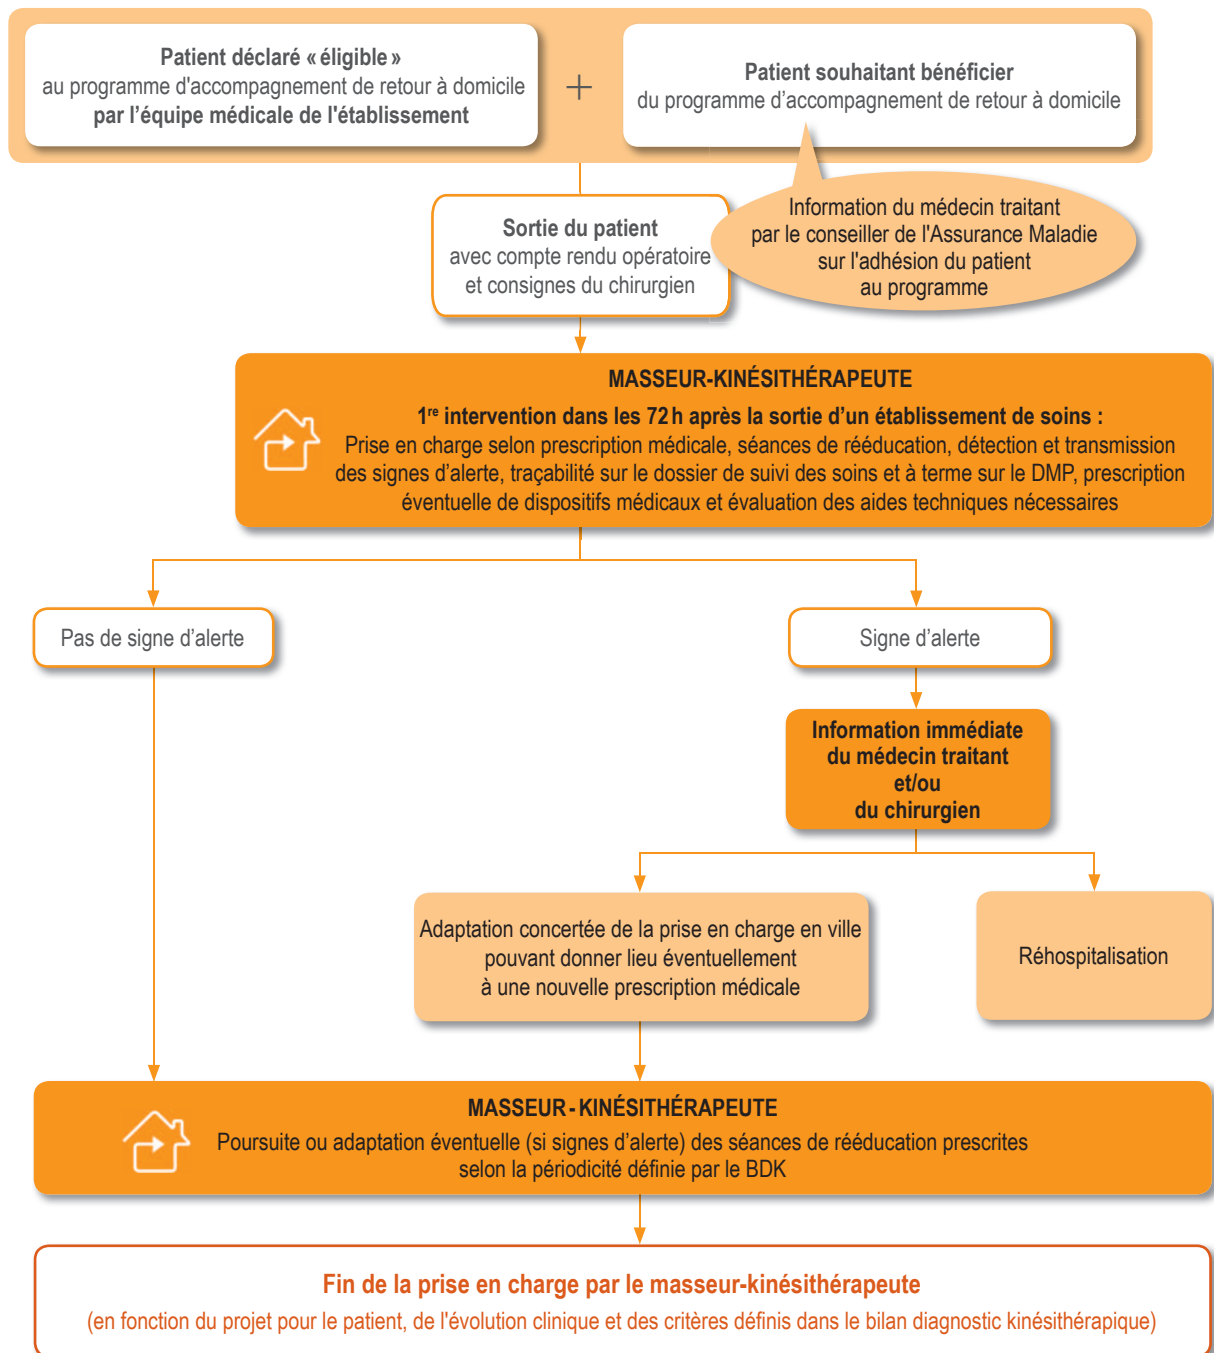 Patient déclaré « éligible »
au programme d'accompagnement de retour à domicile
par l’équipe médicale de l'établissement
+
Patient souhaitant bénéficier
du programme d’accompagnement de retour à domicile
Information du médecin traitant
par le conseiller de l'Assurance Maladie
sur l'adhésion du patient
au programme
Sortie du patient
avec compte rendu opératoire
et consignes du chirurgien
MASSEUR-KINÉSITHÉRAPEUTE
1re intervention dans les 72 h après la sortie d’un établissement de soins :
Prise en charge selon prescription médicale, séances de rééducation, détection et transmission
des signes d’alerte, traçabilité sur le dossier de suivi des soins et à terme sur le DMP, prescription
éventuelle de dispositifs médicaux et évaluation des aides techniques nécessaires
Pas de signe d’alerte
Signe d’alerte
Information immédiate
du médecin traitant
et/ou
du chirurgien
Adaptation concertée de la prise en charge en ville
pouvant donner lieu éventuellement
à une nouvelle prescription médicale
Réhospitalisation
MASSEUR - KINÉSITHÉRAPEUTE
Poursuite ou adaptation éventuelle (si signes d’alerte) des séances de rééducation prescrites
selon la périodicité définie par le BDK
Fin de la prise en charge par le masseur-kinésithérapeute
(en fonction du projet pour le patient, de l'évolution clinique et des critères définis dans le bilan diagnostic kinésithérapique)